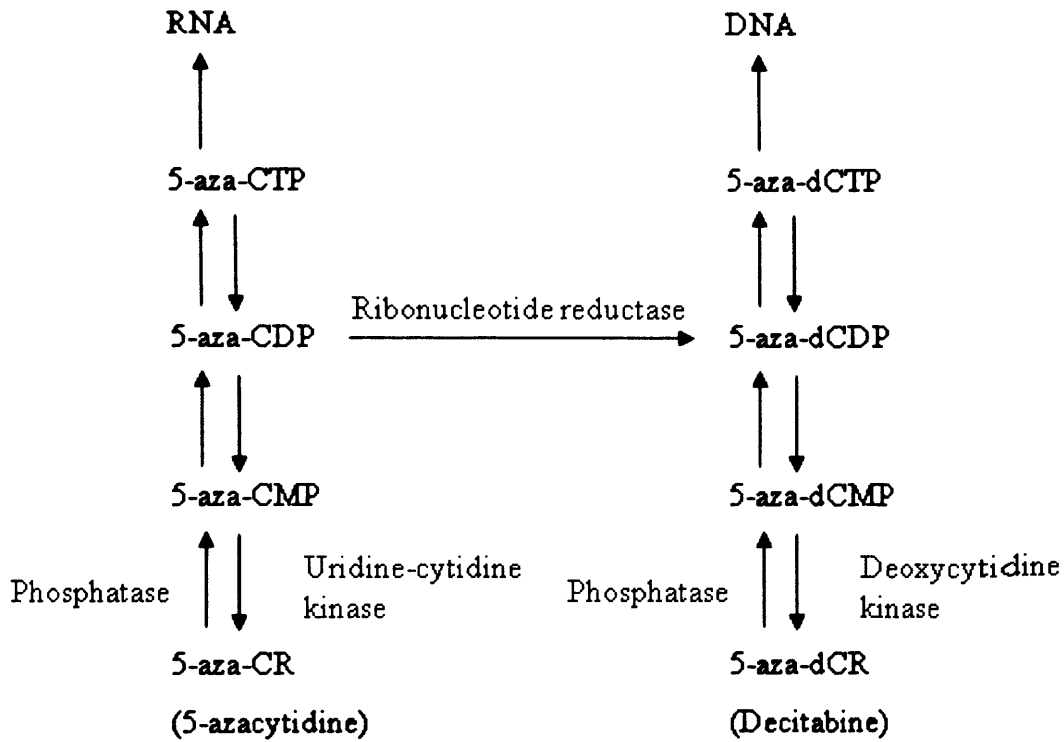 RNA
DNA
5-aza-CTP
5-aza-dCTP
Ribonucleotide reductase
5-aza-CDP
5-aza-dCDP
5-aza-CMP
5-aza-dCMP
Phosphatase
Uridine-cytidine
kinase
Phosphatase
Deoxycytidine
kinase
5-aza-CR
5-aza-dCR
(5-azacytidine)
(Decitabine)